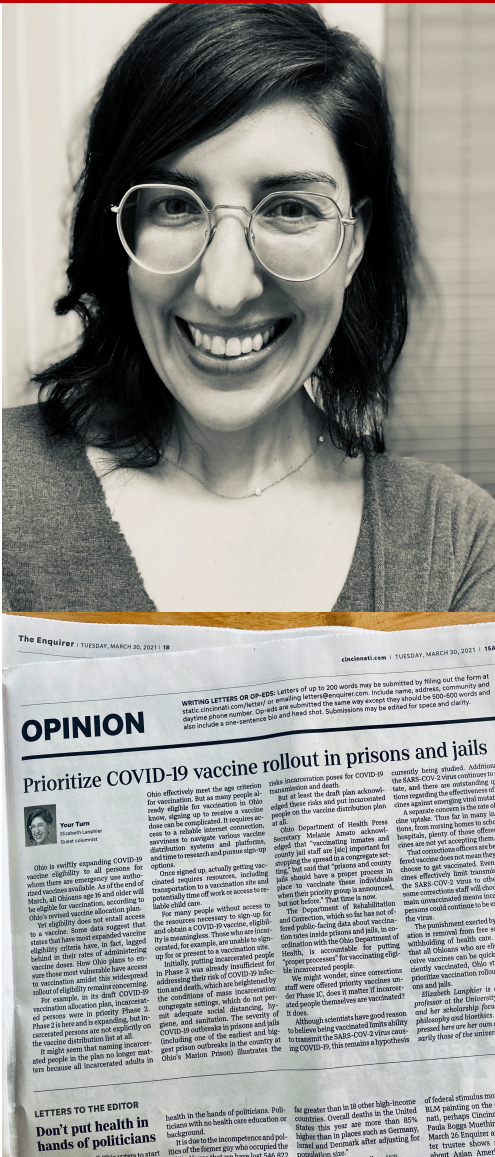 The Enquirer | TUESDAY, MARCH 30, 2021 | 18
cincinnati.com | TUESDAY, MARCH 30, 2021 | 15A
OPINION
WRITING LETTERS OR OP-EDS: Letters of up to 200 words may be submitted by filling out the form at
static.cincinnati.com/letter/ or emailing letters@enquirer.com. Include name, address, community and
daytime phone number. Op-eds are submitted the same way except they should be 500-600 words and
also include a one-sentence bio and head shot. Submissions may be edited for space and clarity.
Prioritize COVID-19 vaccine rollout in prisons and jails
Your Turn
Elizabeth Lanphier
Guest columnist
Ohio is swiftly expanding COVID-19
vaccine eligibility to all persons for
whom there are emergency use author-
ized vaccines available. As of the end of
March, all Ohioans age 16 and older will
be eligible for vaccination, according to
Ohio's revised vaccine allocation plan.
Yet eligibility does not entail access
to a vaccine. Some data suggest that
states that have most expanded vaccine
eligibility criteria have, in fact, lagged
behind in their rates of administering
vaccine doses. How Ohio plans to en-
sure those most vulnerable have access
to vaccination amidst this widespread
rollout of eligibility remains concerning.
For example, in its draft COVID-19
vaccination allocation plan, incarcerat-
ed persons were in priority Phase 2.
Phase 2 is here and is expanding, but in-
carcerated persons are not explicitly on
the vaccine distribution list at all.
It might seem that naming incarcer-
ated people in the plan no longer mat-
ters because all incarcerated adults in
Ohio effectively meet the age criterion
for vaccination. But as many people al-
ready eligible for vaccination in Ohio
know, signing up to receive a vaccine
dose can be complicated. It requires ac-
cess to a reliable internet connection,
savviness to navigate various vaccine
distribution systems and platforms,
and time to research and pursue sign-up
options.
Once signed up, actually getting vac-
cinated requires resources, including
transportation to a vaccination site and
potentially time off work or access to re-
liable child care.
For many people without access to
the resources necessary to sign-up for
and obtain a COVID-19 vaccine, eligibil-
ity is meaningless. Those who are incar-
cerated, for example, are unable to sign-
up for or present to a vaccination site.
Initially, putting incarcerated people
in Phase 2 was already insufficient for
addressing their risk of COVID-19 infec-
tion and death, which are heightened by
the conditions of mass incarceration:
congregate settings, which do not per-
mit adequate social distancing, hy-
giene, and sanitation. The severity of
COVID-19 outbreaks in prisons and jails
(including one of the earliest and big-
gest prison outbreaks in the country at
Ohio's Marion Prison) illustrates the
risks incarceration poses for COVID-19
transmission and death.
But at least the draft plan acknowl-
edged these risks and put incarcerated
people on the vaccine distribution plan
at all.
Ohio Department of Health Press
Secretary Melanie Amato acknowl-
edged that "vaccinating inmates and
county jail staff are [sic] important for
stopping the spread in a congregate set-
ting," but said that "prisons and county
jails should have a proper process in
place to vaccinate these individuals
when their priority group is announced,
but not before." That time is now.
The Department of Rehabilitation
and Correction, which so far has not of-
fered public-facing data about vaccina-
tion rates inside prisons and jails, in co-
ordination with the Ohio Department of
Health, is accountable for putting
"proper processes" for vaccinating eligi-
ble incarcerated people.
We might wonder, since corrections
staff were offered priority vaccines un-
der Phase 1C, does it matter if incarcer-
ated people themselves are vaccinated?
It does.
Although scientists have good reason
to believe being vaccinated limits ability
to transmit the SARS-COV-2 virus caus-
ing COVID-19, this remains a hypothesis
currently being studied. Additional
the SARS-COV-2 virus continues to
tate, and there are outstanding q
tions regarding the effectiveness of
cines against emerging viral mutat
A separate concern is the rate of
cine uptake. Thus far in many in
tions, from nursing homes to scho
hospitals, plenty of those offered
cines are not yet accepting them
That corrections officers are be
fered vaccine does not mean they
choose to get vaccinated. Even
cines effectively limit transmis
the SARS-COV-2 virus to othe
some corrections staff will choo
main unvaccinated means inca
persons could continue to be e
the virus.
The punishment exerted by
ation is removal from free so
withholding of health care.
that all Ohioans who are eli
ceive vaccines can be quick
ciently vaccinated, Ohio st
prioritize vaccination rollou
ons and jails.
Elizabeth Lanphier is a
professor at the University
and her scholarship focu
philosophy and bioethics.
pressed here are her own
sarily those of the univers
LETTERS TO THE EDITOR
Don't put health in
hands of politicians
health in the hands of politicians. Poli-
ticians with no health care education or
background.
It is due to the incompetence and pol-
itics of the former guy who occupied the
far greater than in 18 other high-income
countries. Overall deaths in the United
States this year are more than 85%
higher than in places such as Germany,
Israel and Denmark after adjusting for
population size."
of federal stimulus mo
BLM painting on the
nati, perhaps Cincinn
Paula Boggs Muethin
March 26 Enquirer a
ter trustee shows
about Asian Amer